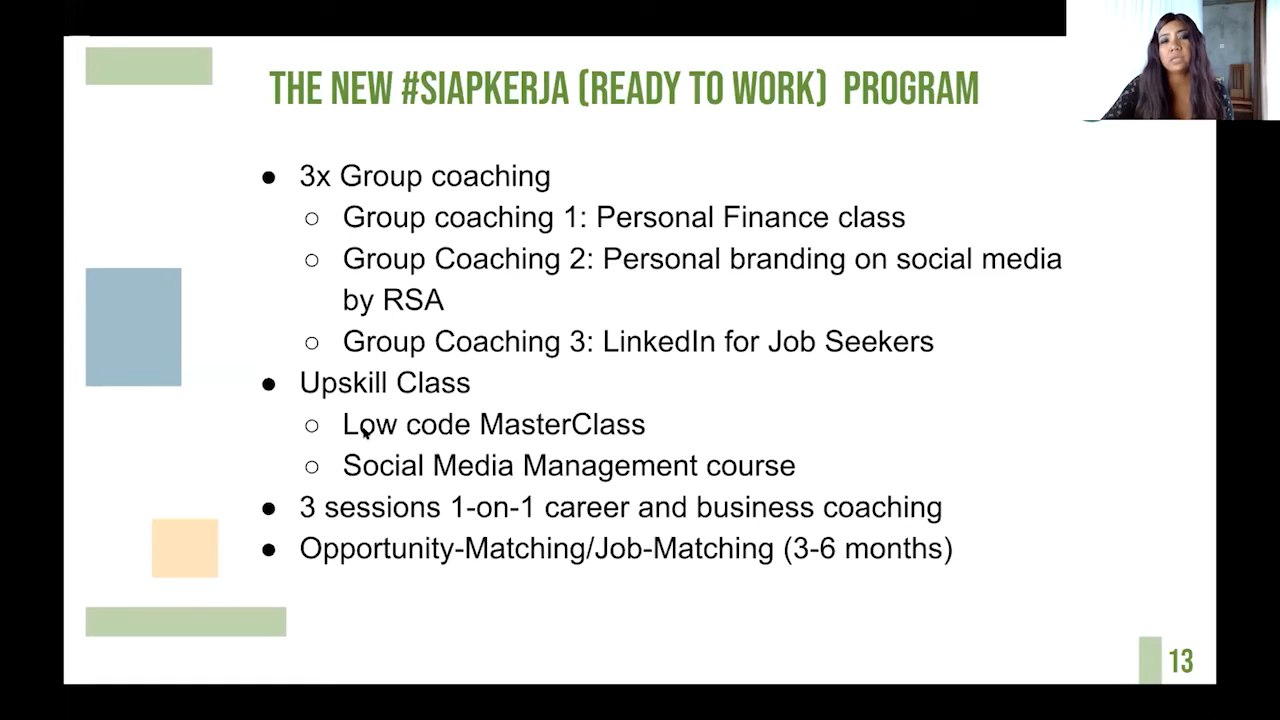 THE NEW #SIAPKERJA (READY TO WORK) PROGRAM
● 3x Group coaching
○ Group coaching 1: Personal Finance class
○ Group Coaching 2: Personal branding on social media
by RSA
○ Group Coaching 3: LinkedIn for Job Seekers
● Upskill Class
○ Low code MasterClass
○ Social Media Management course
● 3 sessions 1-on-1 career and business coaching
● Opportunity-Matching/Job-Matching (3-6 months)
13